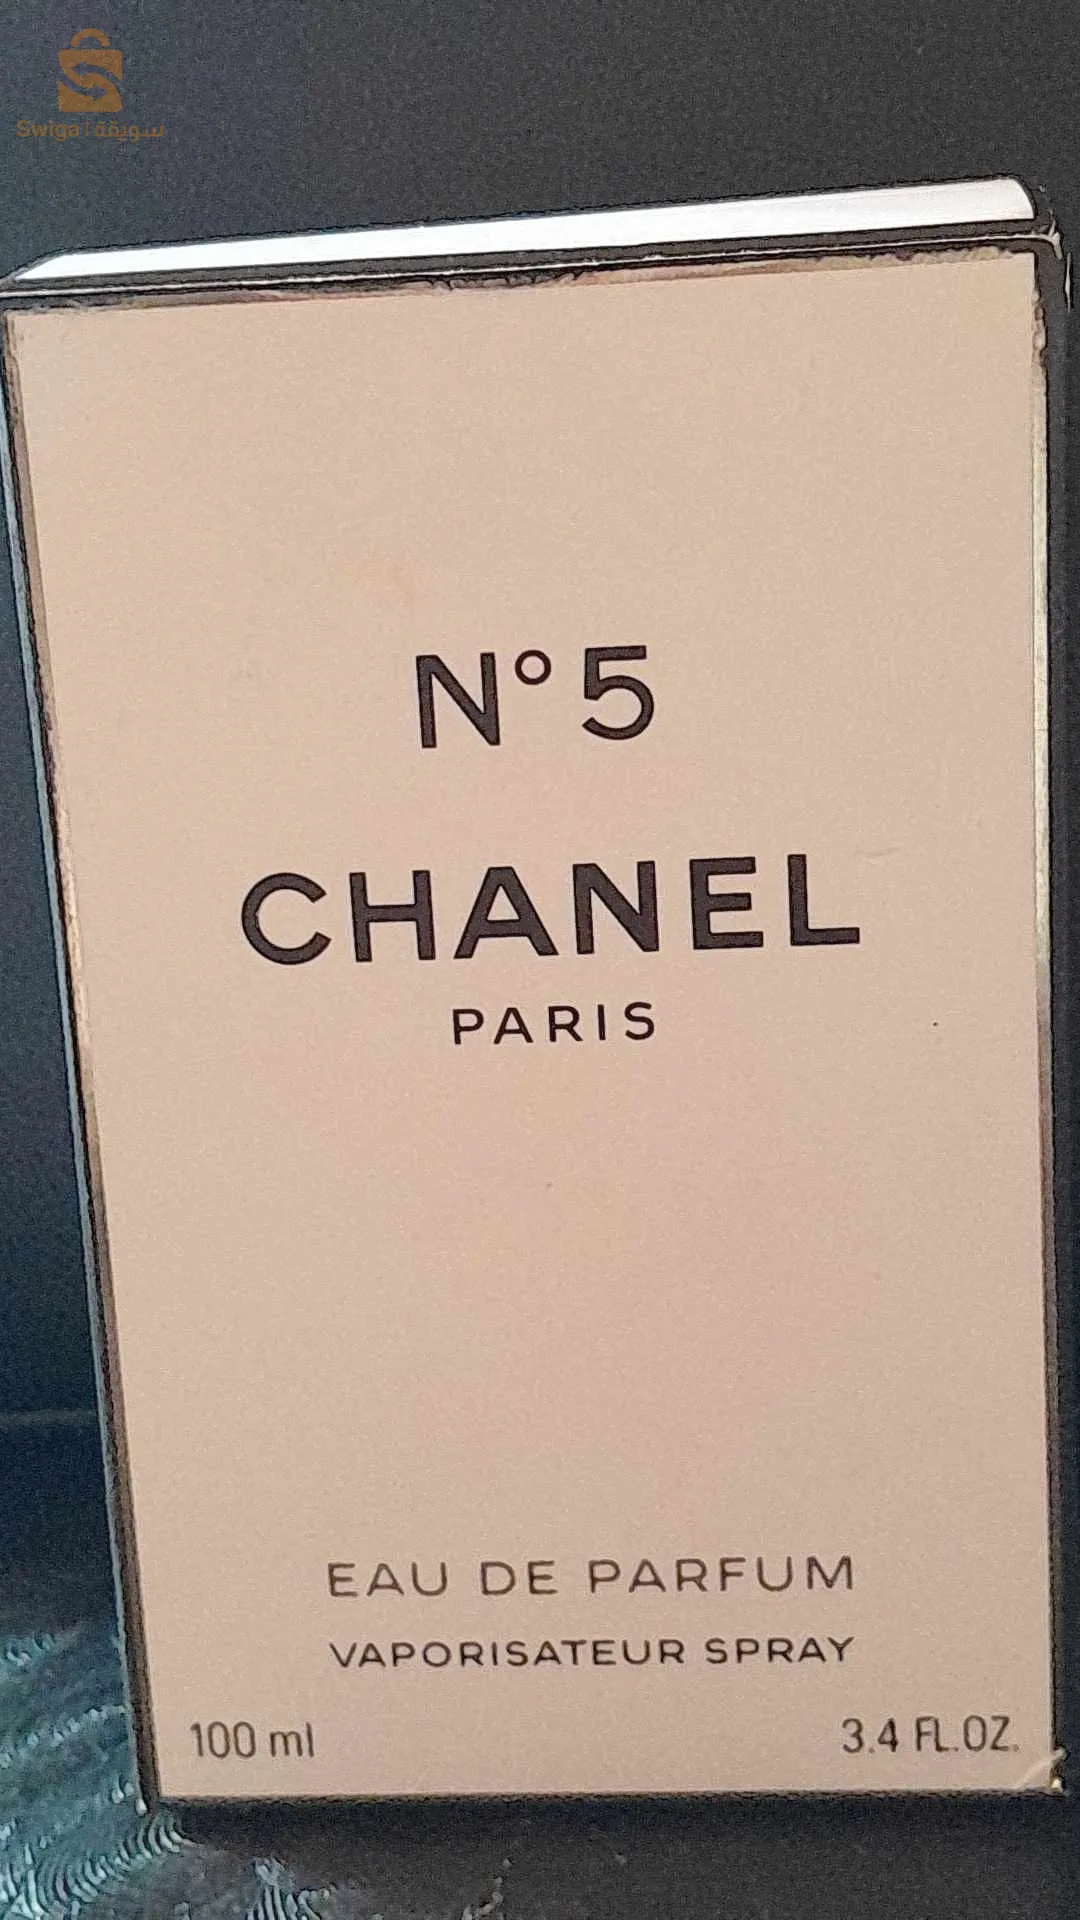 Swiga | سويقة
N° 5
CHANEL
PARIS
EAU DE PARFUM
VAPORISATEUR SPRAY
100 ml 3.4 FL.OZ.